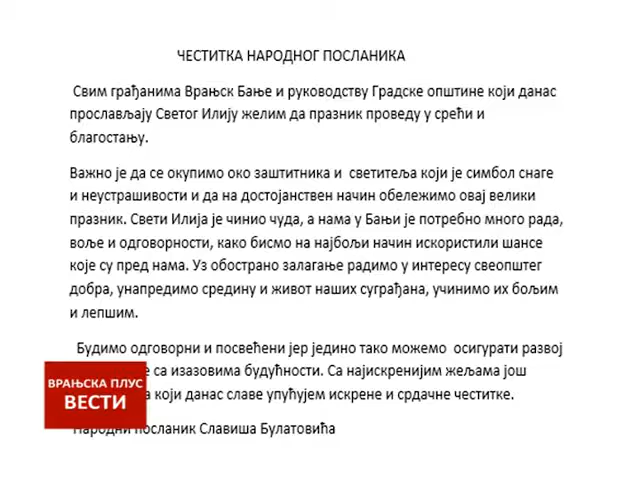 ЧЕСТИТКА НАРОДНОГ ПОСЛАНИКА
Свим грађанима Врањск Бање и руководству Градске општине који данас
прослављају Светог Илију желим да празник проведу у срећи и
благостању.
Важно је да се окупимо око заштитника и светитеља који је симбол снаге
и неустрашивости и да на достојанствен начин обележимо овај велики
празник. Свети Илија је чинио чуда, а нама у Бањи је потребно много рада,
воље и одговорности, како бисмо на најбољи начин искористили шансе
које су пред нама. Уз обострано залагање радимо у интересу свеопштег
добра, унапредимо средину и живот наших суграђана, учинимо их бољим
и лепшим.
Будимо одговорни и посвећени јер једино тако можемо осигурати развој
са изазовима будућности. Са најискренијим жељама још
који данас славе упућујем искрене и срдачне честитке.
Народни посланик Славиша Булатовића
ВРАЊСКА ПЛУС
ВЕСТИ